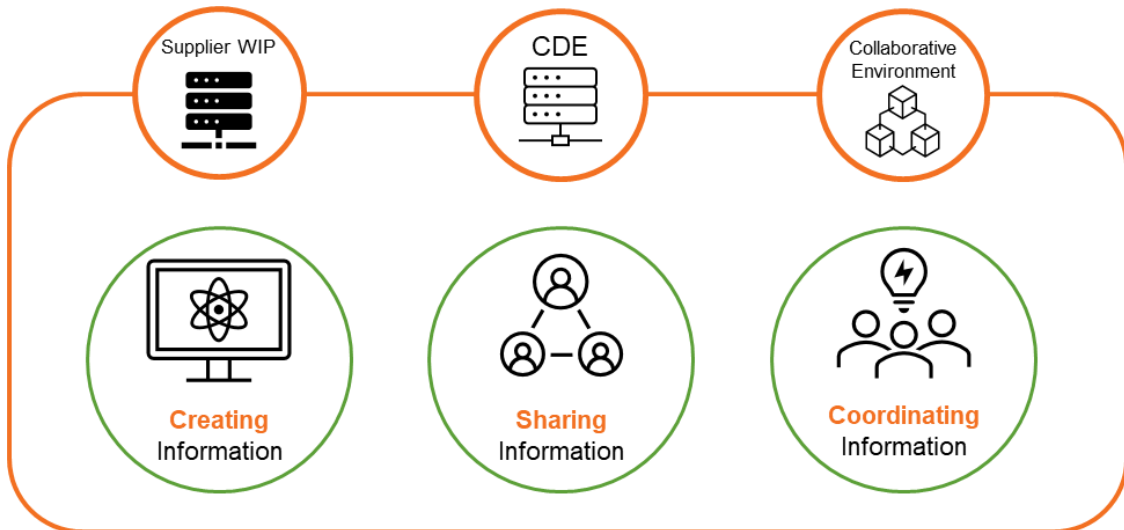 Supplier WIP
CDE
Collaborative
Environment
Creating
Information
Sharing
Information
Coordinating
Information